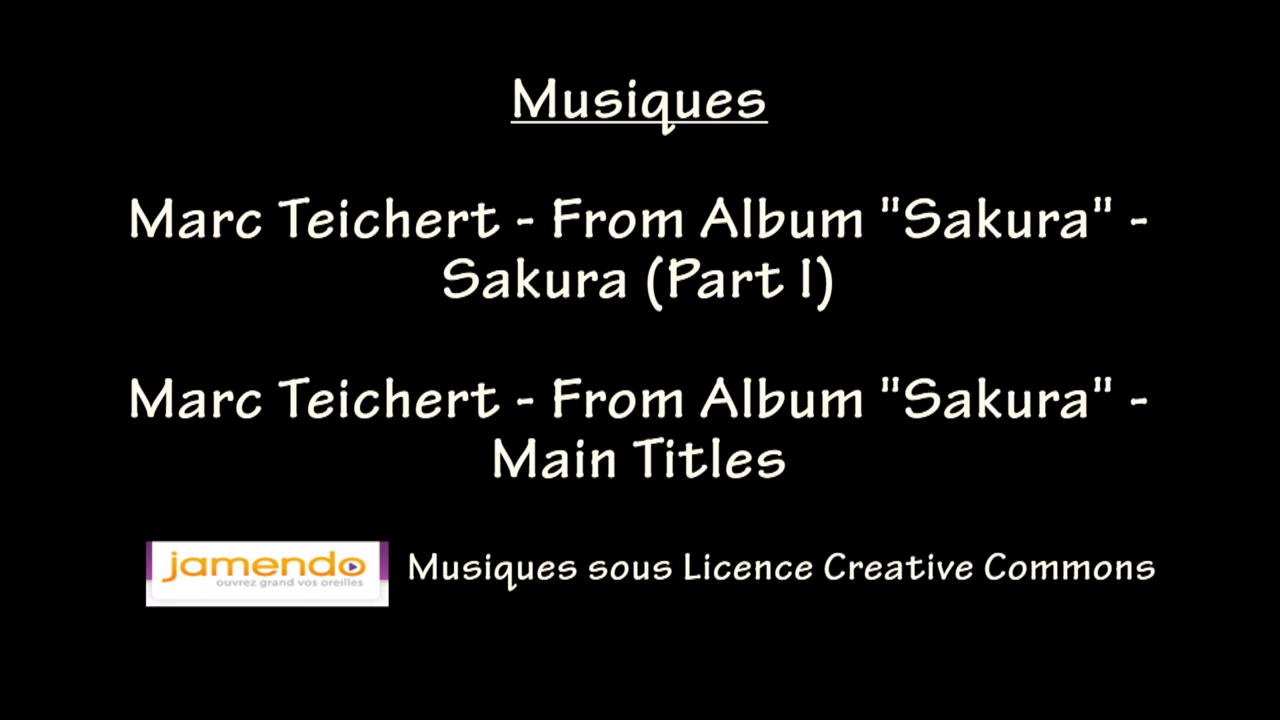 Musiques
Marc Teichert - From Album "Sakura" -
Sakura (Part I)
Marc Teichert - From Album "Sakura" -
Main Titles
jamendo
ouvrez grand vos oreilles
Musiques sous Licence Creative Commons